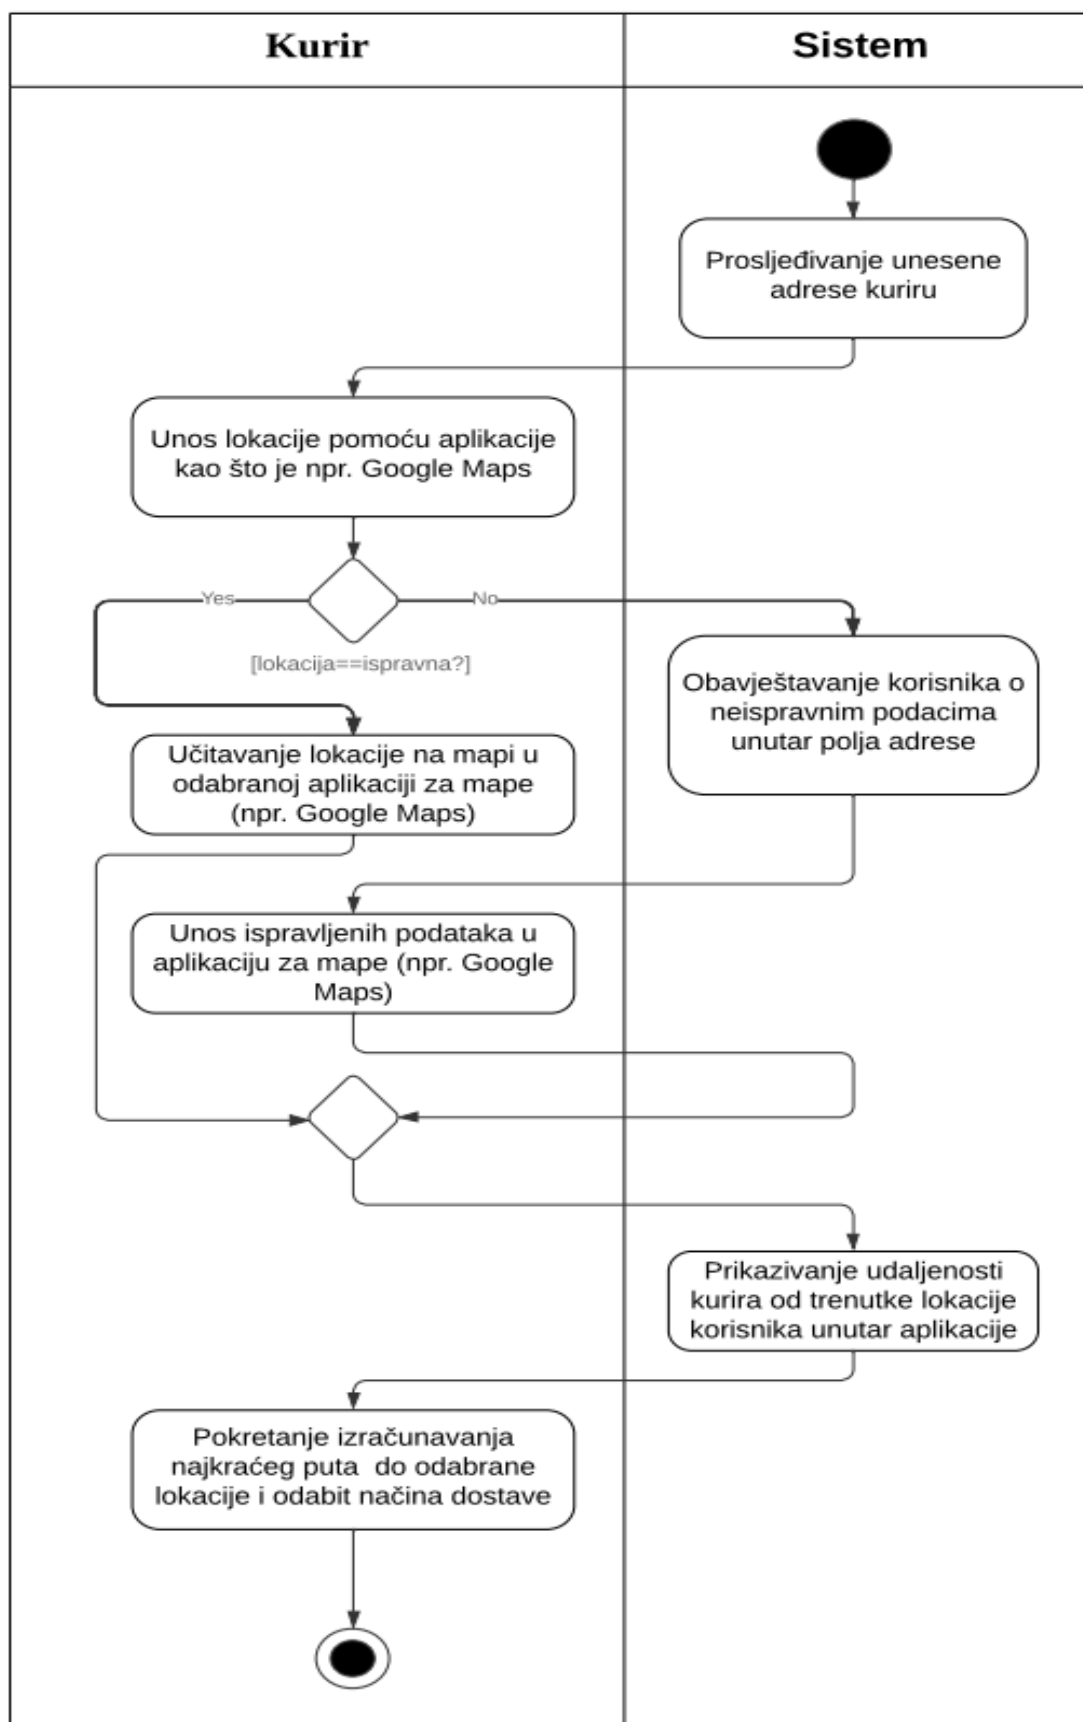 Kurir
Sistem
Prosljeđivanje unesene
adrese kuriru
Unos lokacije pomoću aplikacije
kao što je npr. Google Maps
Yes
No
[lokacija==ispravna?]
Obavještavanje korisnika o
neispravnim podacima
unutar polja adrese
Učitavanje lokacije na mapi u
odabranoj aplikaciji za mape
(npr. Google Maps)
Unos ispravljenih podataka u
aplikaciju za mape (npr. Google
Maps)
Prikazivanje udaljenosti
kurira od trenutke lokacije
korisnika unutar aplikacije
Pokretanje izračunavanja
najkraćeg puta  do odabrane
lokacije i odabit načina dostave